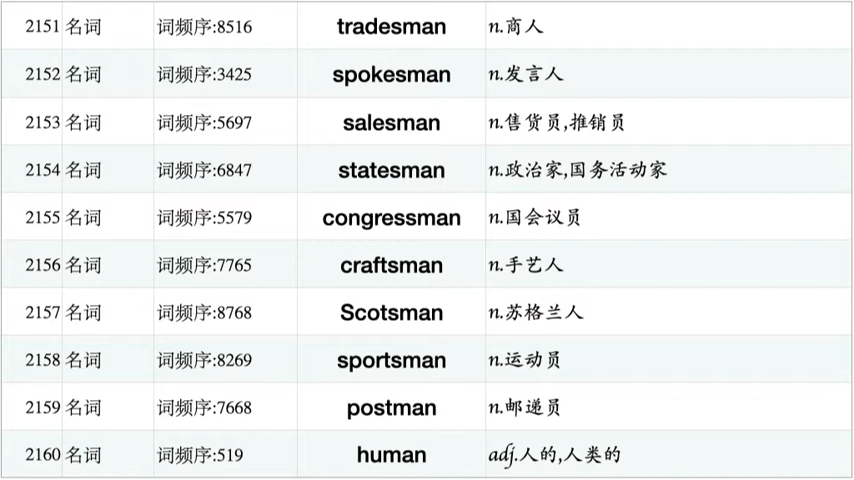 2151 名词 词频序:8516 tradesman n.商人
2152 名词 词频序:3425 spokesman n.发言人
2153 名词 词频序:5697 salesman n.售货员,推销员
2154 名词 词频序:6847 statesman n.政治家,国务活动家
2155 名词 词频序:5579 congressman n.国会议员
2156 名词 词频序:7765 craftsman n.手艺人
2157 名词 词频序:8768 Scotsman n.苏格兰人
2158 名词 词频序:8269 sportsman n.运动员
2159 名词 词频序:7668 postman n.邮递员
2160 名词 词频序:519 human adj.人的,人类的